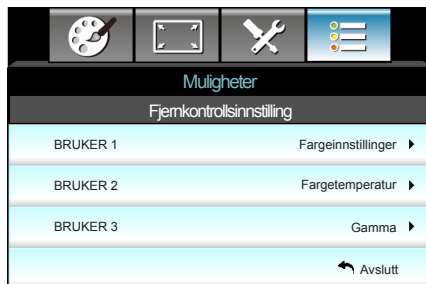 Muligheter
Fjernkontrollsinnstilling
BRUKER 1 Fargeinnstillinger
BRUKER 2 Fargetemperatur
BRUKER 3 Gamma
Avslutt